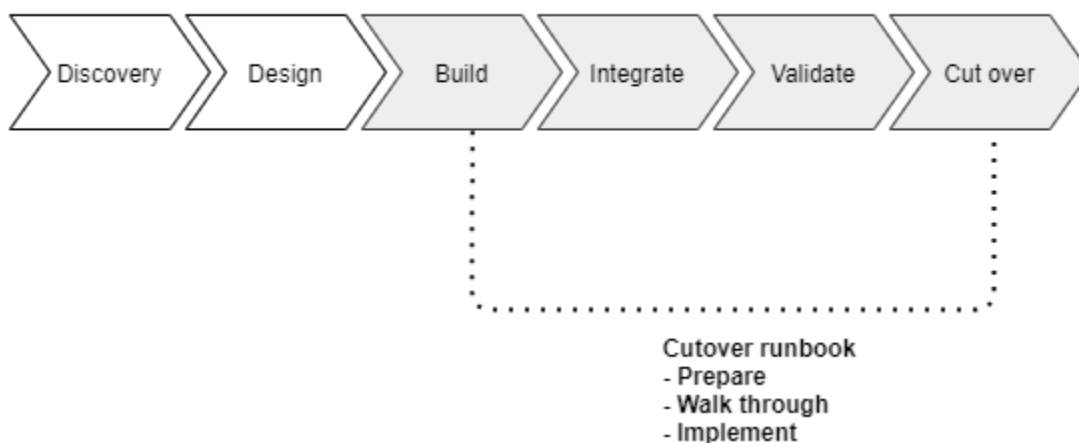 Discovery
Design
Build
Integrate
Validate
Cut over
Cutover runbook
- Prepare
- Walk through
- Implement